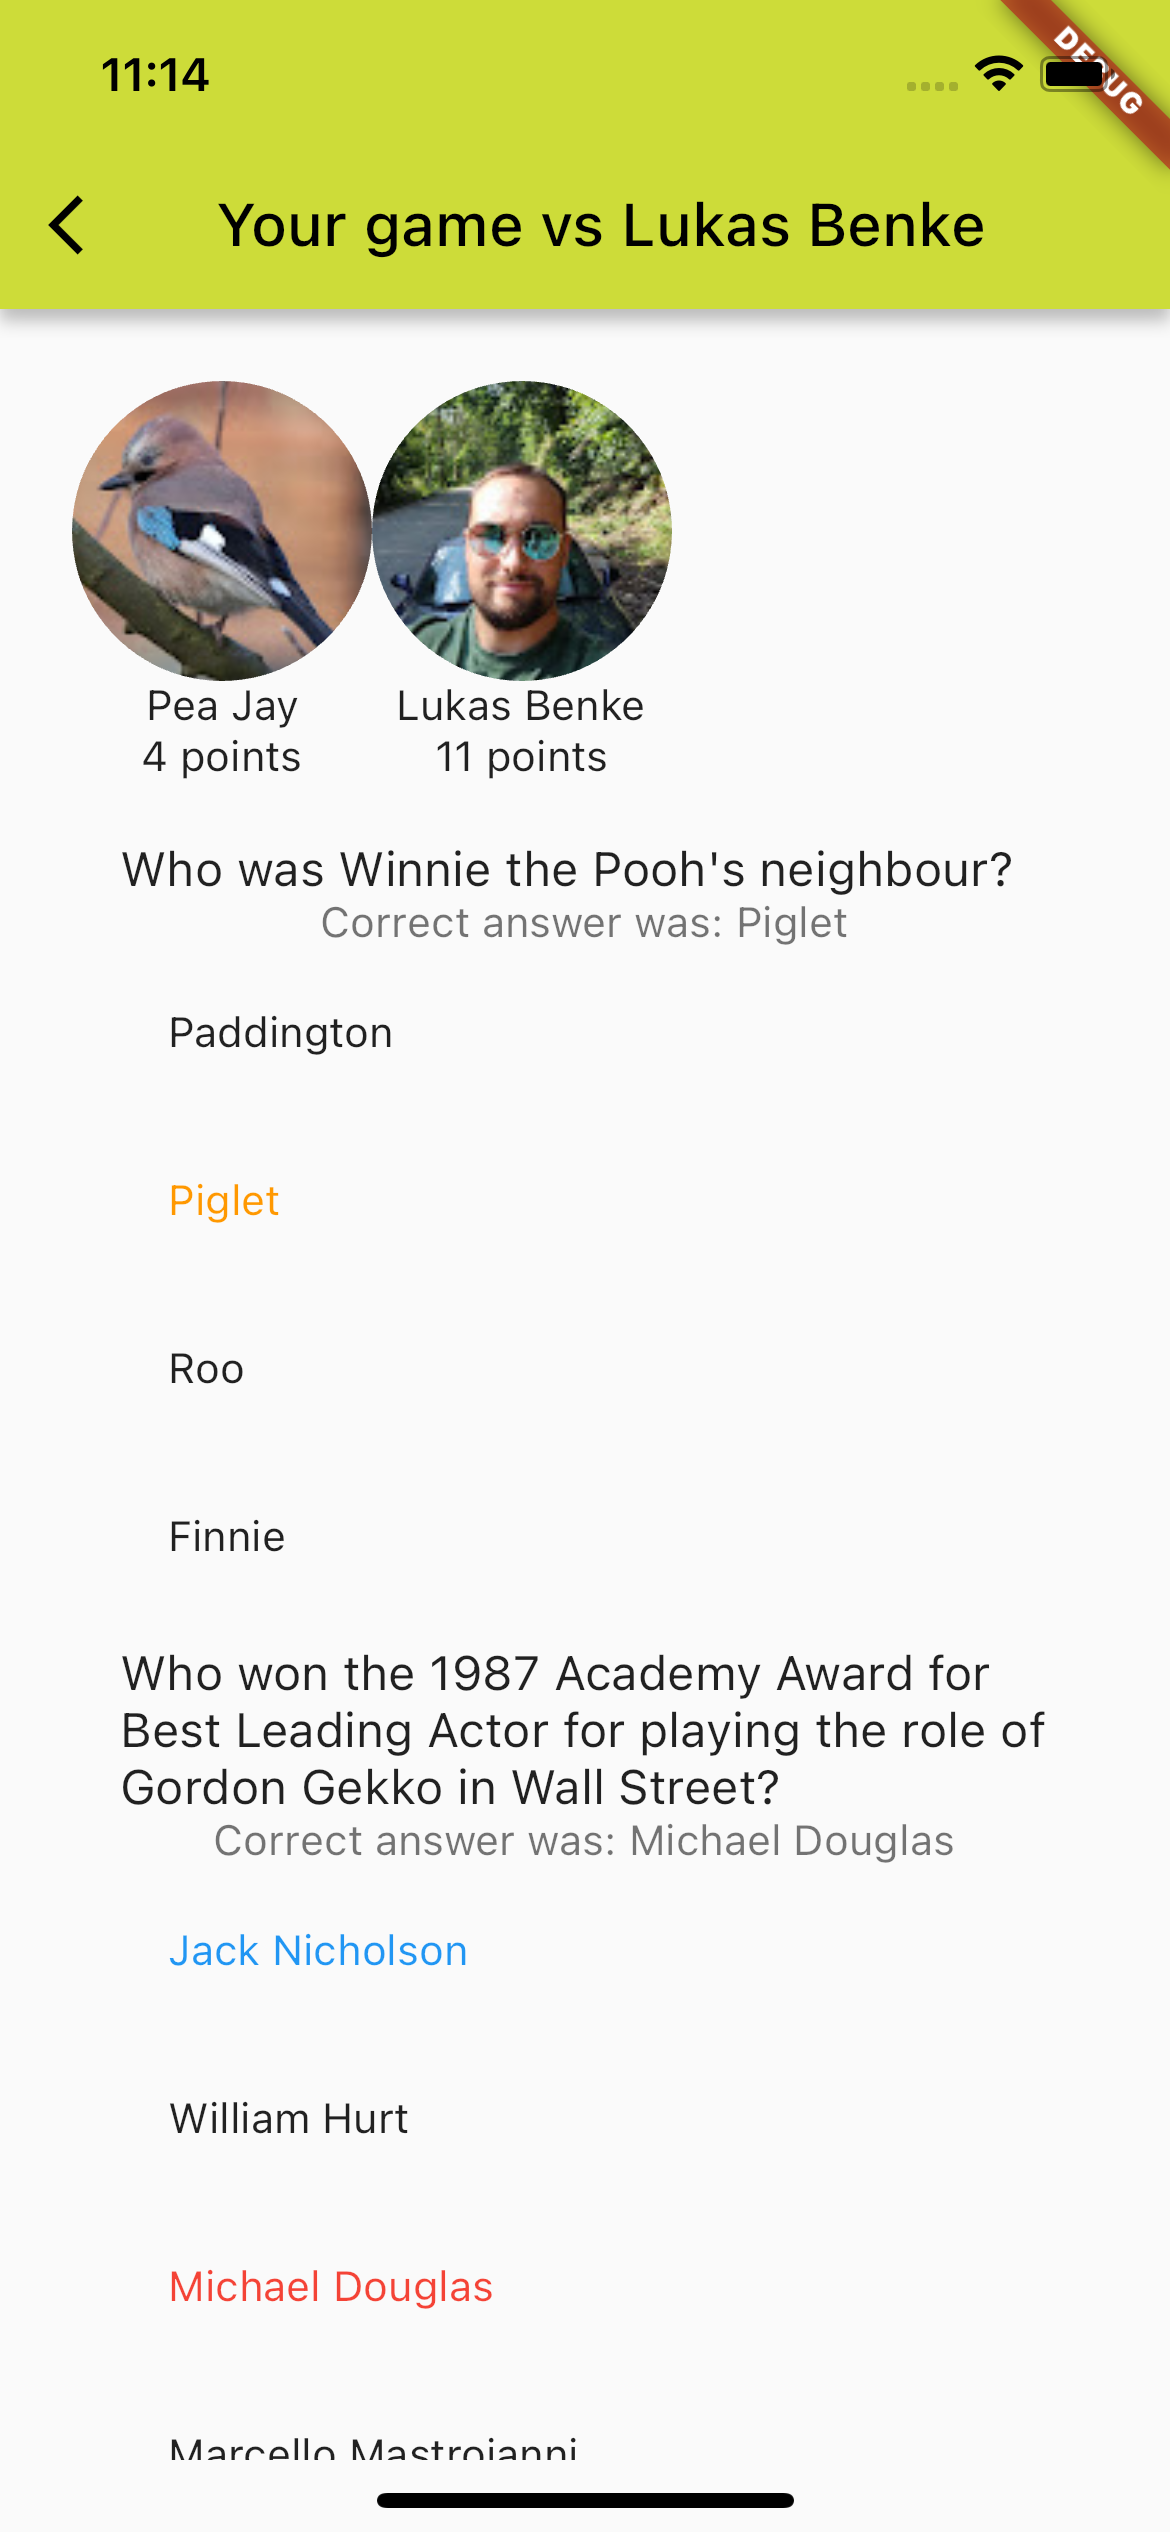 11:14
DEBUG
Your game vs Lukas Benke
Pea Jay
4 points
Lukas Benke
11 points
Who was Winnie the Pooh's neighbour?
Correct answer was: Piglet
Paddington
Piglet
Roo
Finnie
Who won the 1987 Academy Award for
Best Leading Actor for playing the role of
Gordon Gekko in Wall Street?
Correct answer was: Michael Douglas
Jack Nicholson
William Hurt
Michael Douglas
Marcello Mastroianni